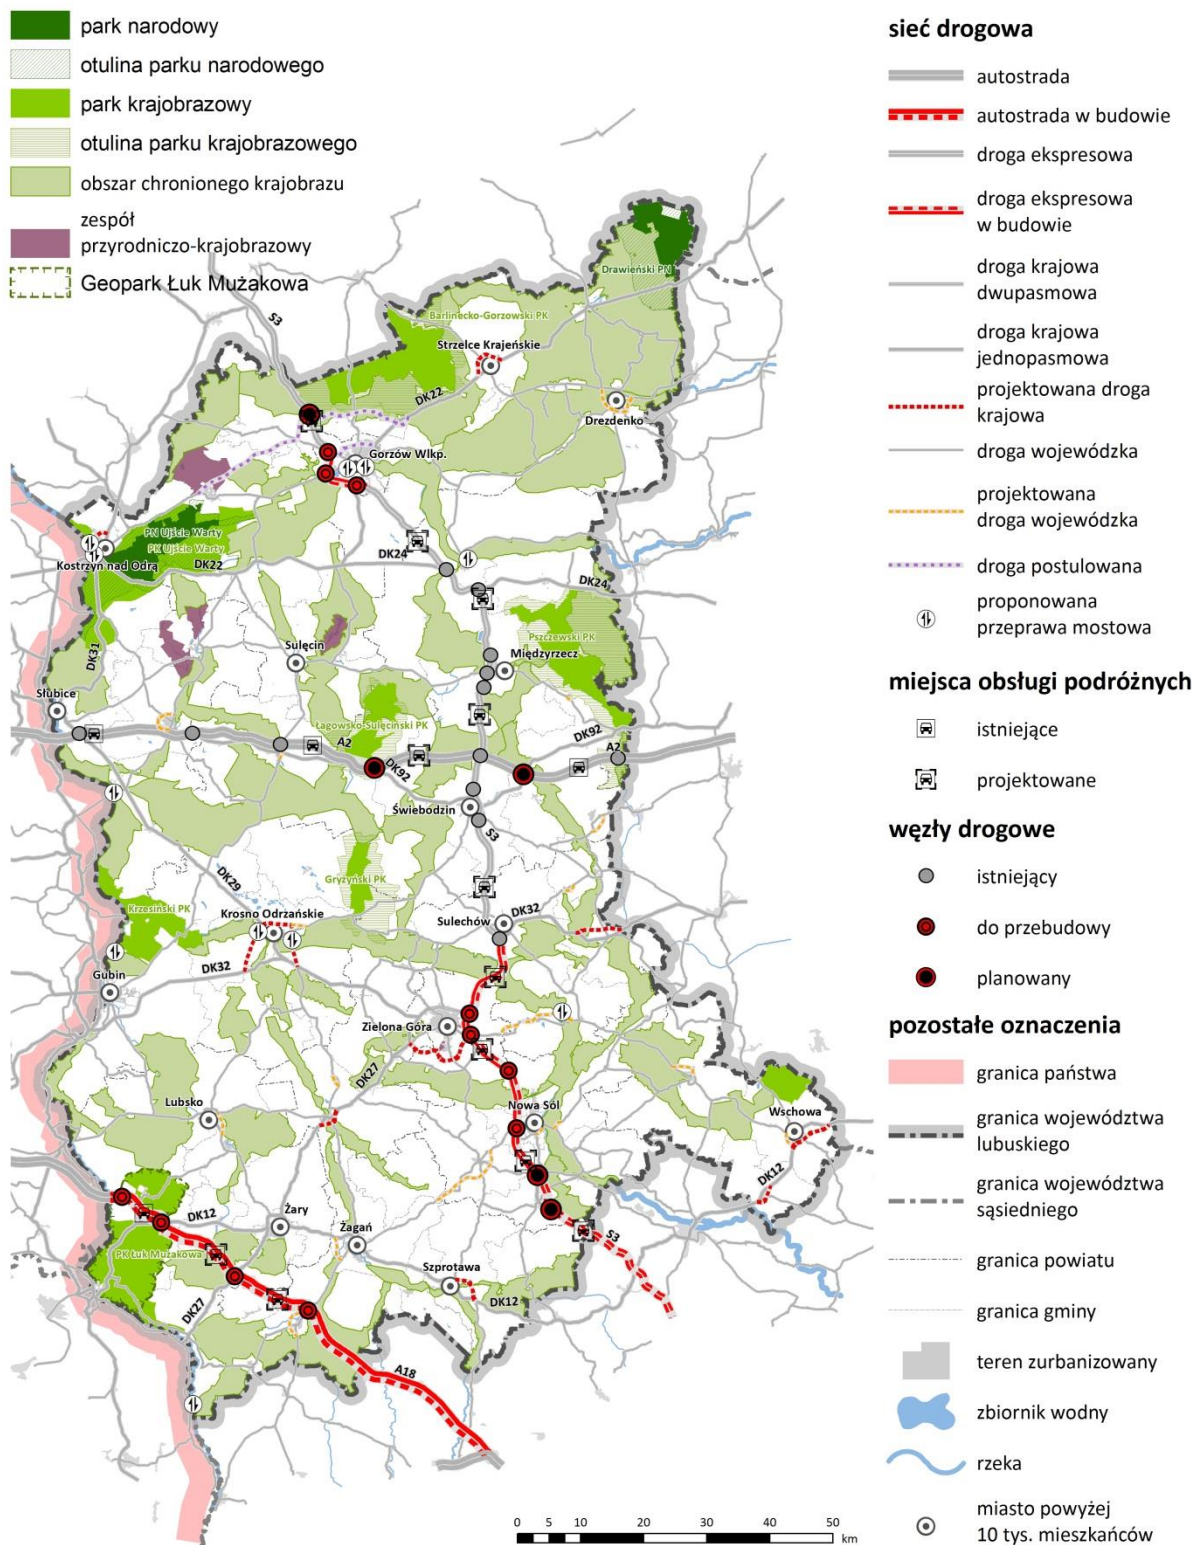 park narodowy
otulina parku narodowego
park krajobrazowy
otulina parku krajobrazowego
obszar chronionego krajobrazu
zespół
przyrodniczo-krajobrazowy
Geopark Łuk Mużakowa
S3
Drawieński PN
Barlinecko-Gorzowski PK
Strzelce Krajeńskie
DK22
Drezdenko
Gorzów Wlkp.
PN Ujście Warty
PK Ujście Warty
Kostrzyn nad Odrą
DK22
DK24
DK24
DK31
Sulęcin
Pszczewski PK
Międzyrzecz
Słubice
Łagowsko-Sulęciński PK
A2
DK92
DK92
A2
Świebodzin
S3
DK29
Gryżyński PK
Krzesiński PK
Krosno Odrzańskie
Sulechów
DK32
Gubin
DK32
Zielona Góra
DK27
Lubsko
Nowa Sól
Wschowa
DK12
DK12
Żary
Żagań
PK Łuk Mużakowa
S3
Szprotawa
DK12
DK27
A18
0 5 10 20 30 40 50
km
sieć drogowa
autostrada
autostrada w budowie
droga ekspresowa
droga ekspresowa
w budowie
droga krajowa
dwupasmowa
droga krajowa
jednopasmowa
projektowana droga
krajowa
droga wojewódzka
projektowana
droga wojewódzka
droga postulowana
proponowana
przeprawa mostowa
miejsca obsługi podróżnych
istniejące
projektowane
węzły drogowe
istniejący
do przebudowy
planowany
pozostałe oznaczenia
granica państwa
granica województwa
lubuskiego
granica województwa
sąsiedniego
granica powiatu
granica gminy
teren zurbanizowany
zbiornik wodny
rzeka
miasto powyżej
10 tys. mieszkańców